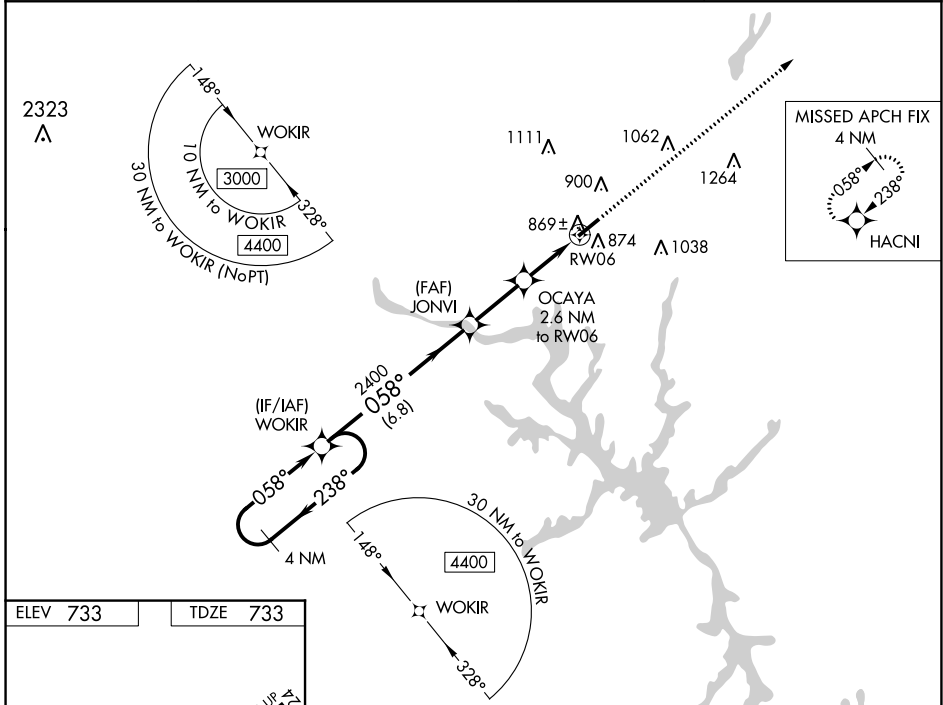 2323
148°
WOKIR
10 NM to WOKIR
3000
30 NM to WOKIR (NoPT)
4400
328°
1111
1062
1264
900
869±
874
1038
RW06
MISSED APCH FIX
4 NM
058°
238°
HACNI
(FAF)
JONVI
OCAYA
2.6 NM
to RW06
2400
058°
(6.8)
(IF/IAF)
WOKIR
058°
238°
4 NM
30 NM to WOKIR
148°
4400
WOKIR
328°
ELEV 733
TDZE 733
UP